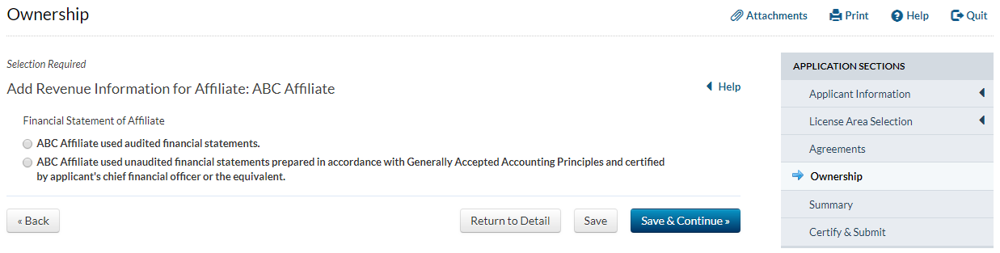 Ownership
Attachments
Print
Help
Quit
Selection Required
Add Revenue Information for Affiliate: ABC Affiliate
Help
Financial Statement of Affiliate
ABC Affiliate used audited financial statements.
ABC Affiliate used unaudited financial statements prepared in accordance with Generally Accepted Accounting Principles and certified
by applicant's chief financial officer or the equivalent.
« Back
Return to Detail
Save
Save & Continue »
APPLICATION SECTIONS
Applicant Information
License Area Selection
Agreements
Ownership
Summary
Certify & Submit